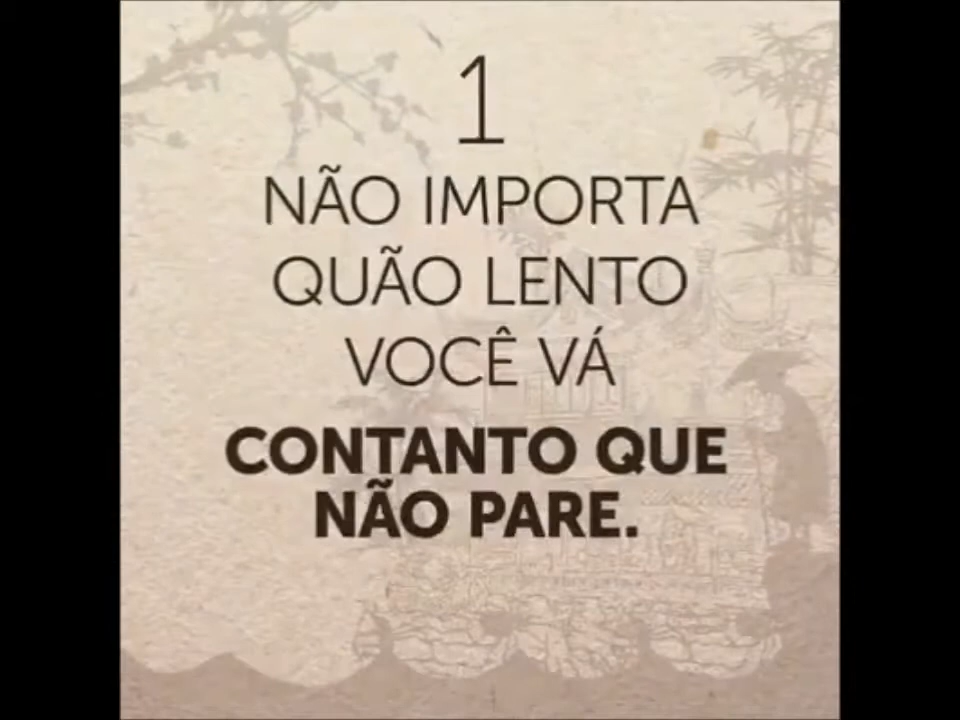 1
NÃO IMPORTA
QUÃO LENTO
VOCÊ VÁ
CONTANTO QUE
NÃO PARE.